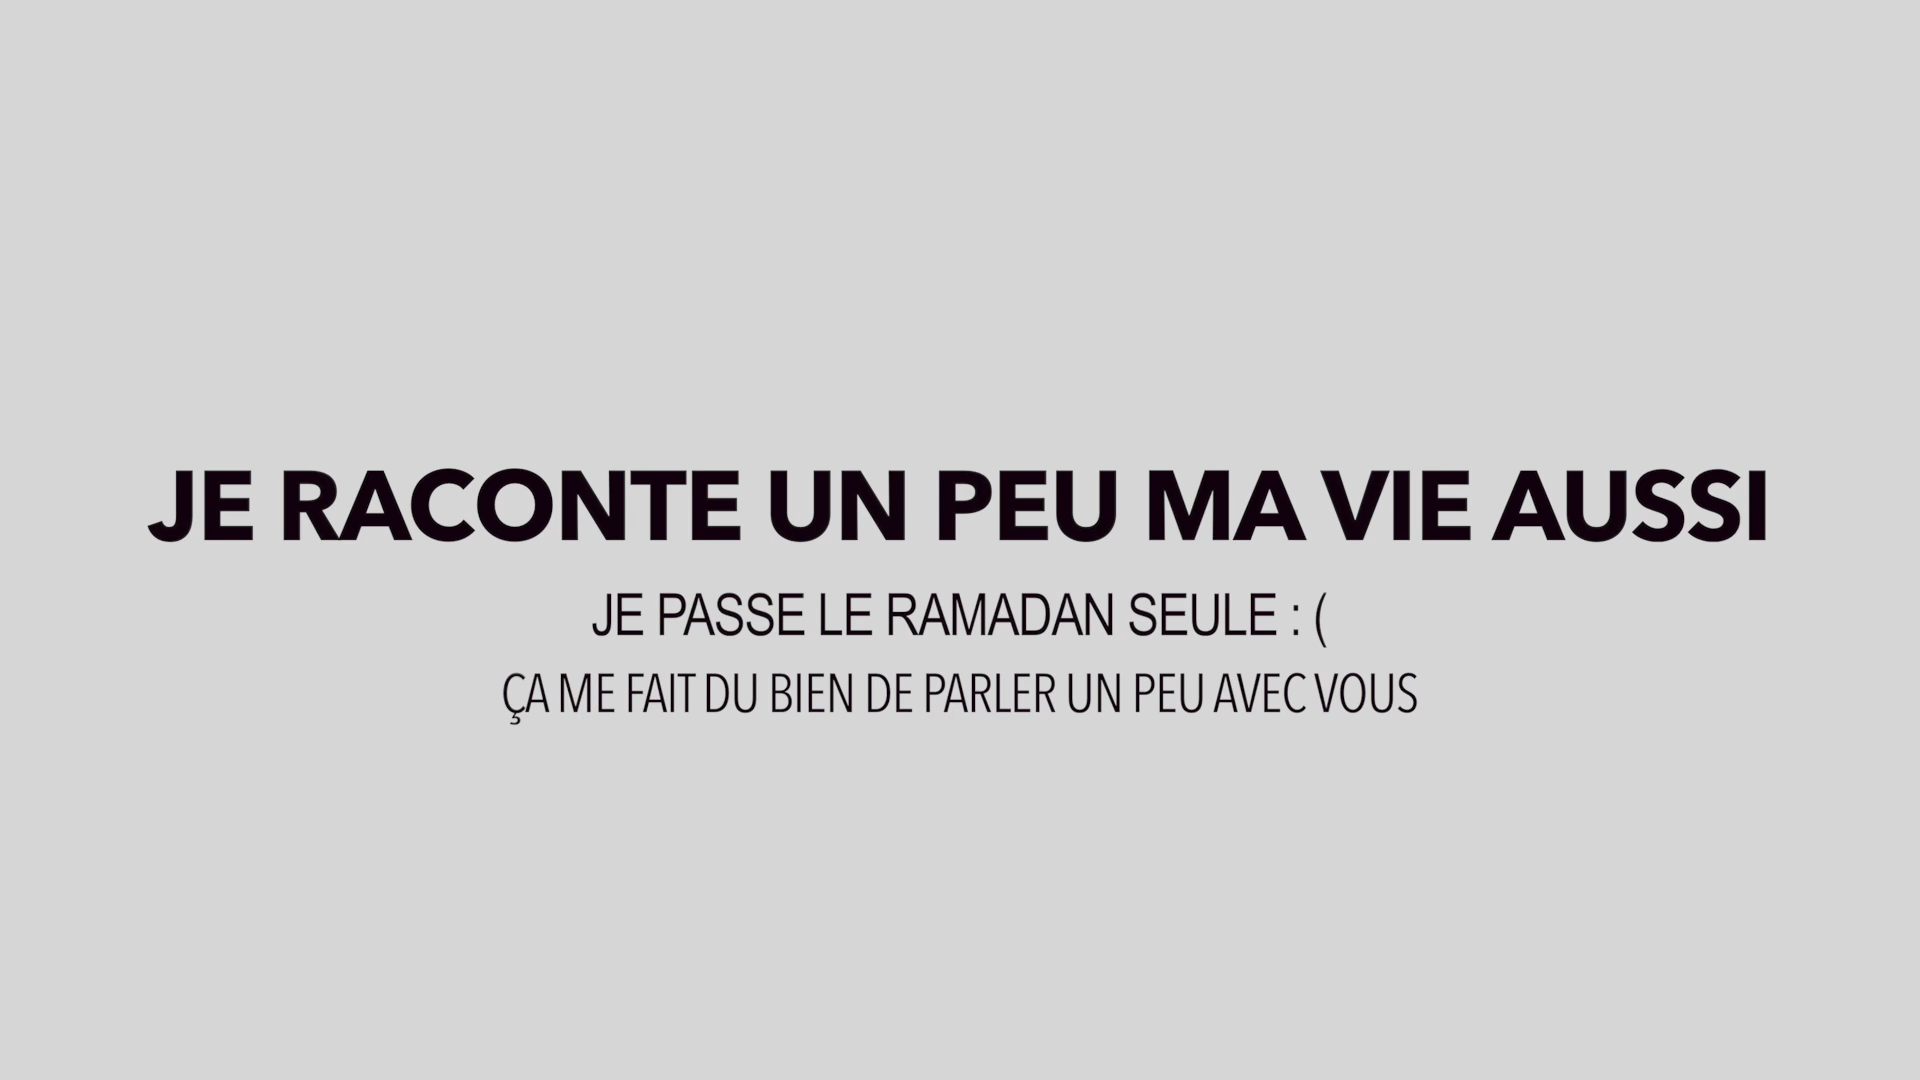 JE RACONTE UN PEU MA VIE AUSSI
JE PASSE LE RAMADAN SEULE : (
ÇA ME FAIT DU BIEN DE PARLER UN PEU AVEC VOUS